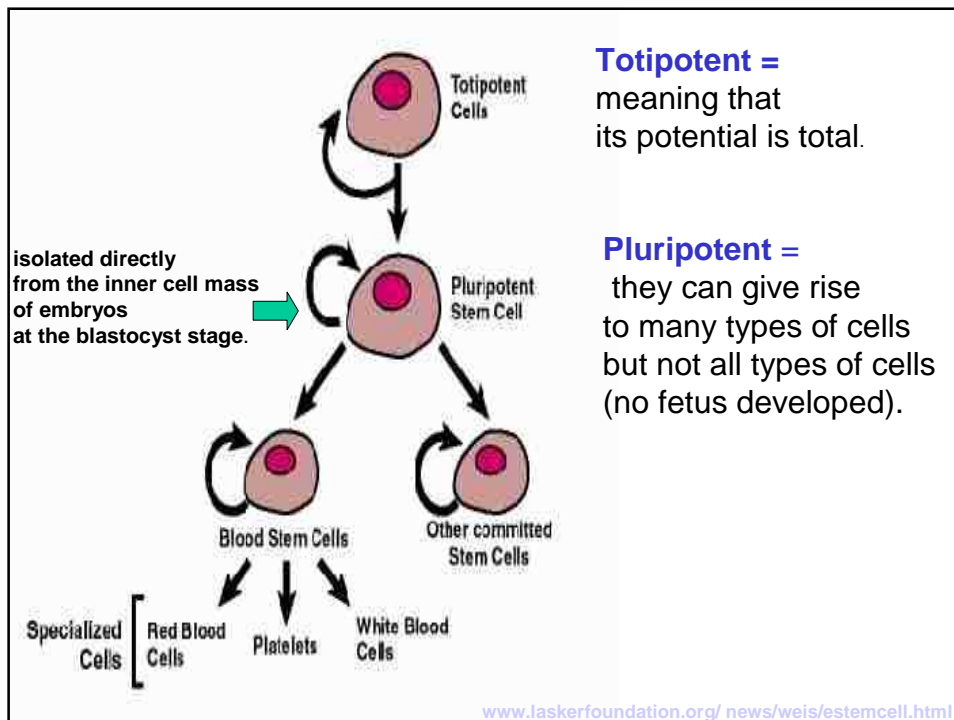 Totipotent
Cells
Totipotent =
meaning that
its potential is total.
isolated directly
from the inner cell mass
of embryos
at the blastocyst stage.
Pluripotent
Stem Cell
Pluripotent =
they can give rise
to many types of cells
but not all types of cells
(no fetus developed).
Blood Stem Cells
Other committed
Stem Cells
Specialized
Cells
Red Blood
Cells
Platelets
White Blood
Cells
www.laskerfoundation.org/ news/weis/estemcell.html